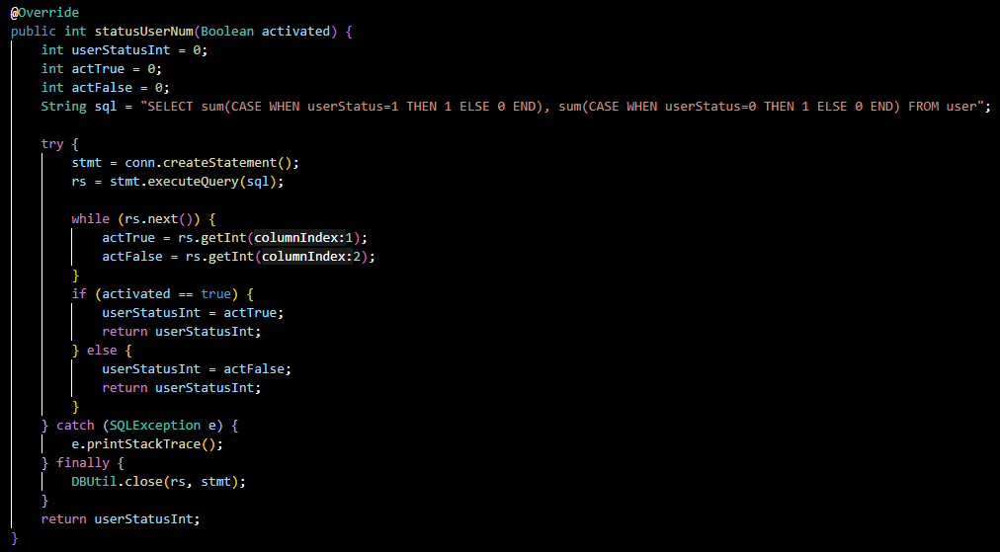 @Override
public int statusUserNum(Boolean activated) {
    int userStatusInt = 0;
    int actTrue = 0;
    int actFalse = 0;
    String sql = "SELECT sum(CASE WHEN userStatus=1 THEN 1 ELSE 0 END), sum(CASE WHEN userStatus=0 THEN 1 ELSE 0 END) FROM user";

    try {
        stmt = conn.createStatement();
        rs = stmt.executeQuery(sql);

        while (rs.next()) {
            actTrue = rs.getInt(columnIndex:1);
            actFalse = rs.getInt(columnIndex:2);
        }
        if (activated == true) {
            userStatusInt = actTrue;
            return userStatusInt;
        } else {
            userStatusInt = actFalse;
            return userStatusInt;
        }
    } catch (SQLException e) {
        e.printStackTrace();
    } finally {
        DBUtil.close(rs, stmt);
    }
    return userStatusInt;
}